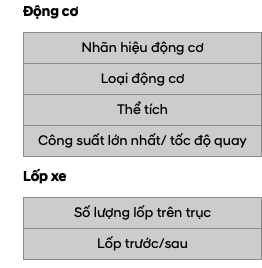 Động cơ
Nhãn hiệu động cơ
Loại động cơ
Thể tích
Công suất lớn nhất/ tốc độ quay
Lốp xe
Số lượng lốp trên trục
Lốp trước/sau